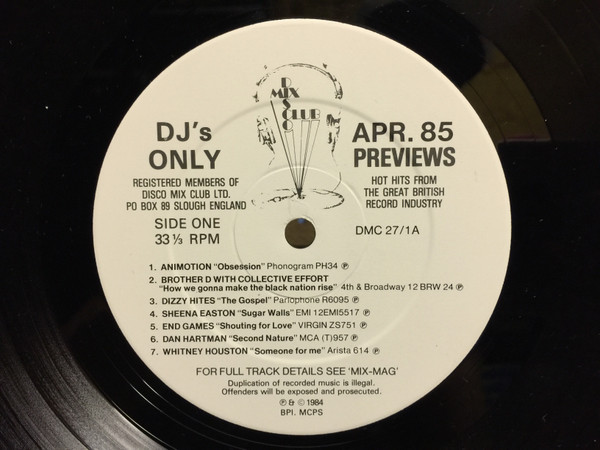 DISCO
MIX
CLUB
DJ's
ONLY
REGISTERED MEMBERS OF
DISCO MIX CLUB LTD.
PO BOX 89 SLOUGH ENGLAND
SIDE ONE
33 ⅓ RPM
APR. 85
PREVIEWS
HOT HITS FROM
THE GREAT BRITISH
RECORD INDUSTRY
DMC 27/1A
1. ANIMOTION "Obsession" Phonogram PH34 ℗
2. BROTHER D WITH COLLECTIVE EFFORT
"How we gonna make the black nation rise" 4th & Broadway 12 BRW 24 ℗
3. DIZZY HITES "The Gospel" Parlophone R6095 ℗
4. SHEENA EASTON "Sugar Walls" EMI 12EMI5517 ℗
5. END GAMES "Shouting for Love" VIRGIN ZS751 ℗
6. DAN HARTMAN "Second Nature" MCA (T)957 ℗
7. WHITNEY HOUSTON "Someone for me" Arista 614 ℗
FOR FULL TRACK DETAILS SEE 'MIX-MAG'
Duplication of recorded music is illegal.
Offenders will be exposed and prosecuted.
℗ & © 1984
BPI. MCPS